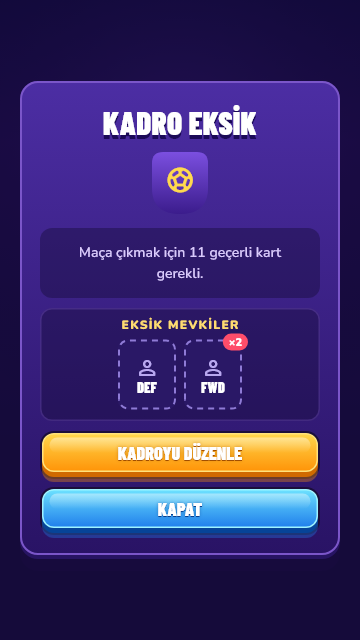 KADRO EKSİK
Maça çıkmak için 11 geçerli kart
gerekli.
EKSİK MEVKİLER
×2
DEF
FWD
KADROYU DÜZENLE
KAPAT